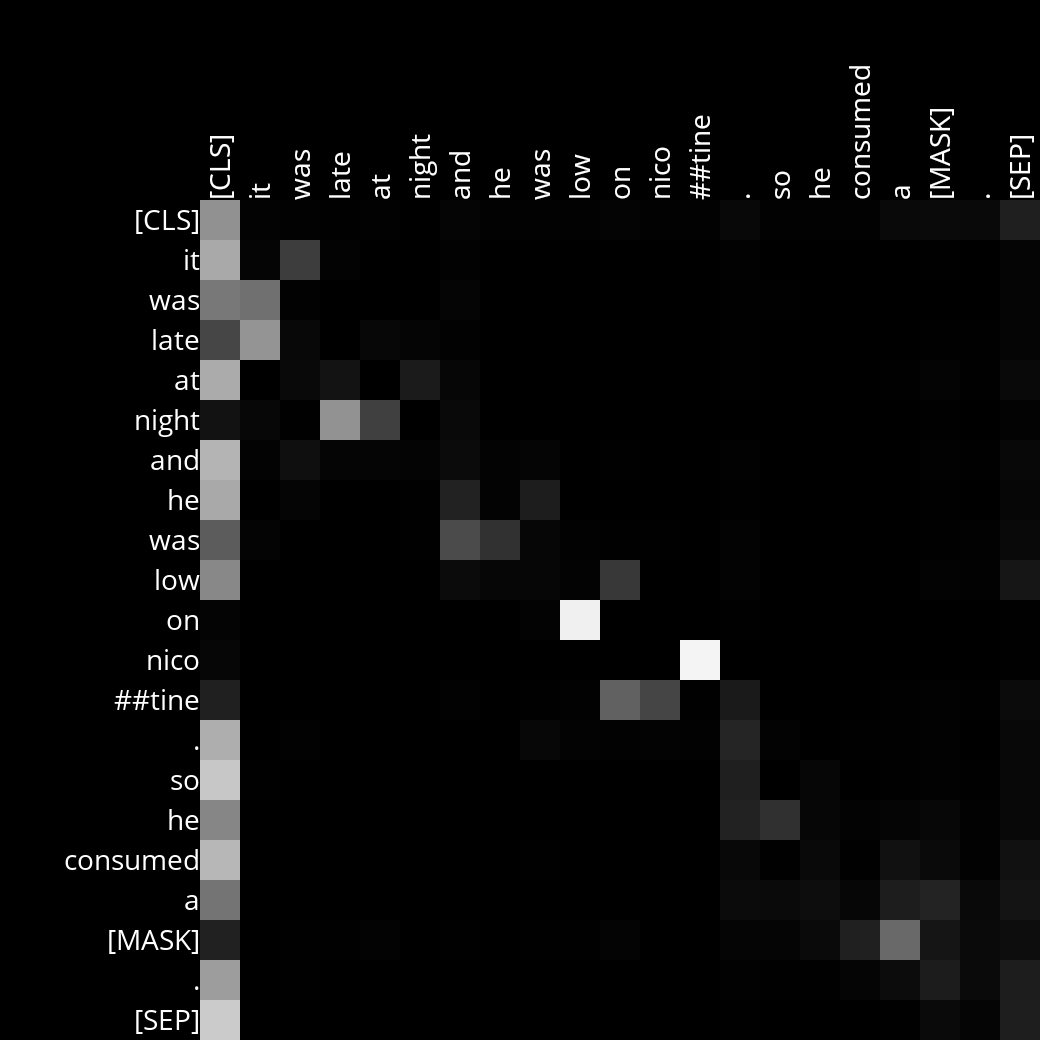 [CLS] it was late at night and he was low on nico ##tine . so he consumed a [MASK] . [SEP]
[CLS]
it
was
late
at
night
and
he
was
low
on
nico
##tine
.
so
he
consumed
a
[MASK]
.
[SEP]